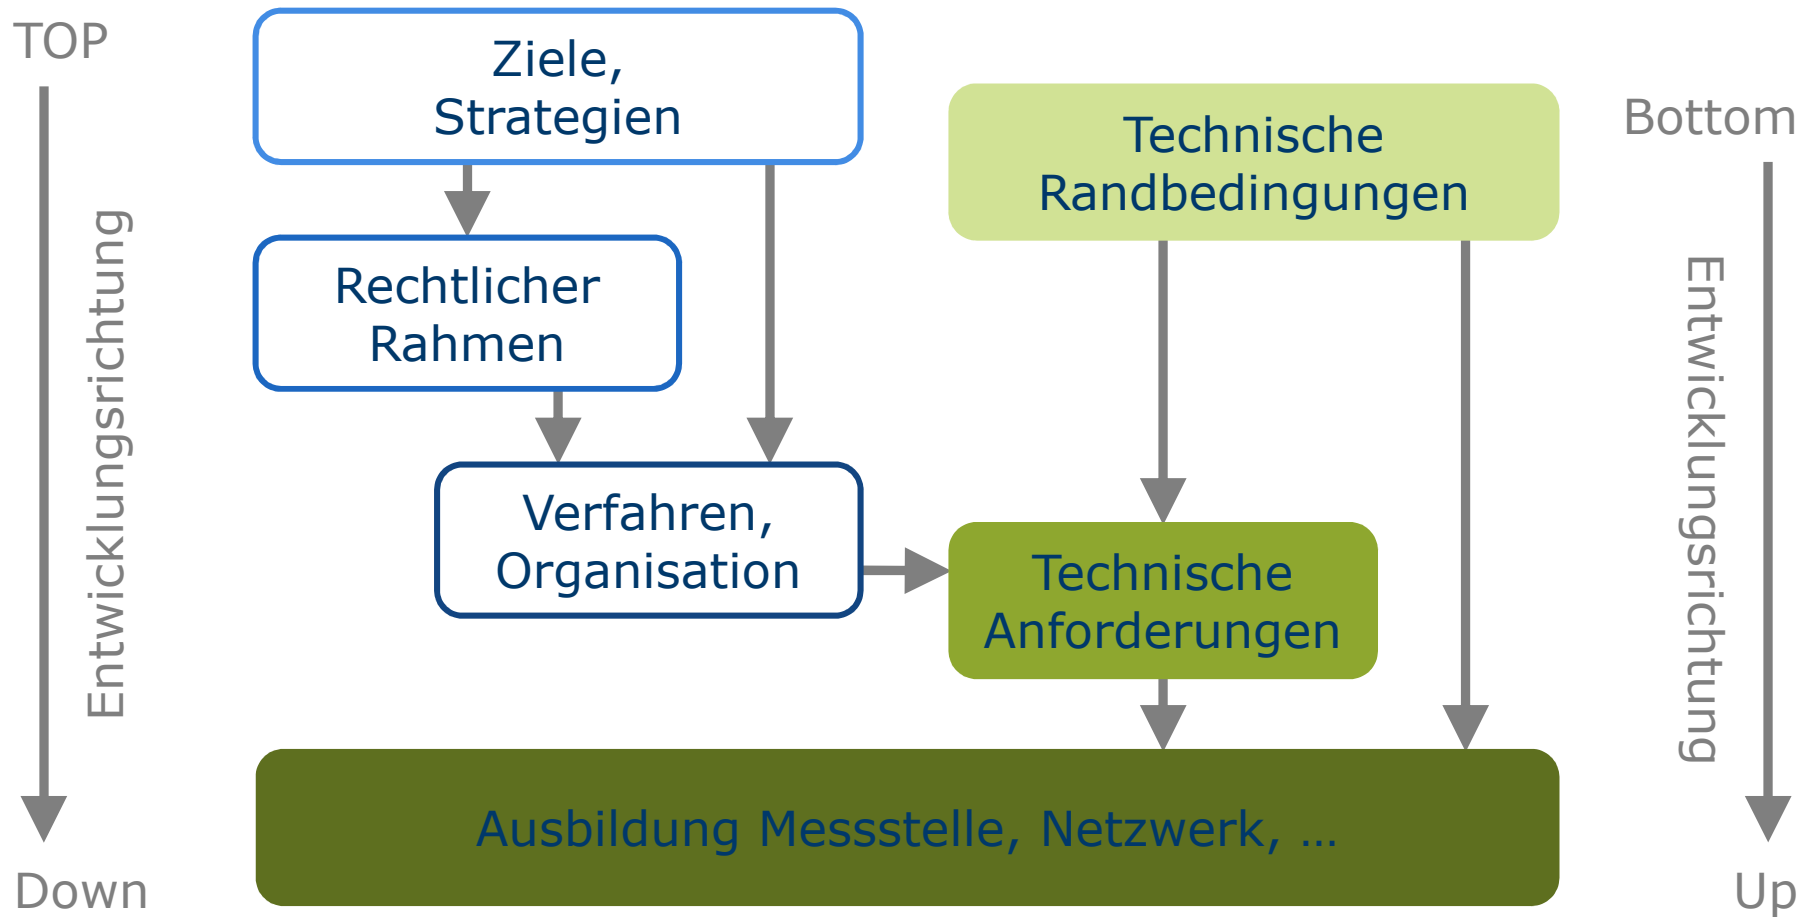 TOP
Entwicklungsrichtung
Down
Ziele,
Strategien
Rechtlicher
Rahmen
Verfahren,
Organisation
Technische
Randbedingungen
Technische
Anforderungen
Ausbildung Messstelle, Netzwerk, ...
Bottom
Entwicklungsrichtung
Up